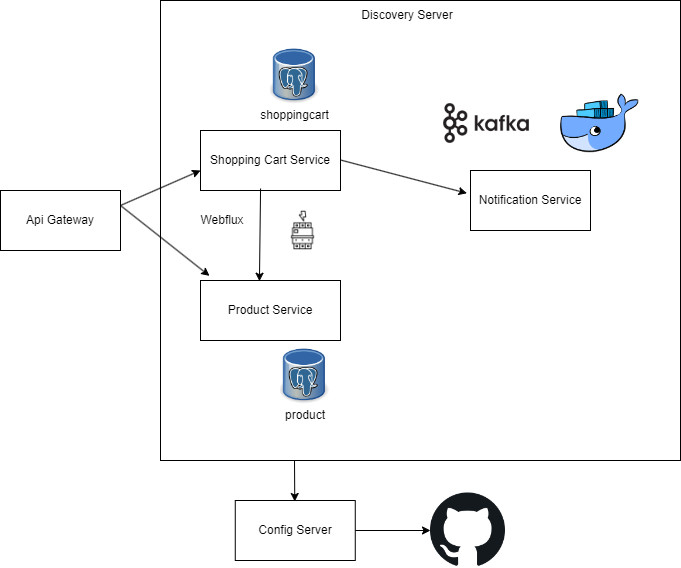 Discovery Server
shoppingcart
kafka
Shopping Cart Service
Notification Service
Api Gateway
Webflux
Product Service
product
Config Server